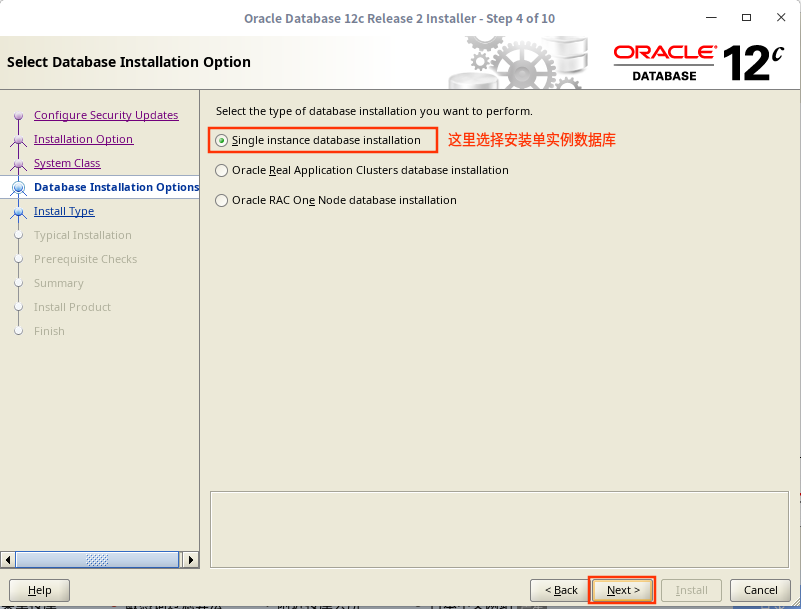 Oracle Database 12c Release 2 Installer - Step 4 of 10
Select Database Installation Option
ORACLE
DATABASE
12c
Configure Security Updates
Installation Option
System Class
Database Installation Options
Install Type
Typical Installation
Prerequisite Checks
Summary
Install Product
Finish
Select the type of database installation you want to perform.
Single instance database installation
这里选择安装单实例数据库
Oracle Real Application Clusters database installation
Oracle RAC One Node database installation
Help
< Back
Next >
Install
Cancel